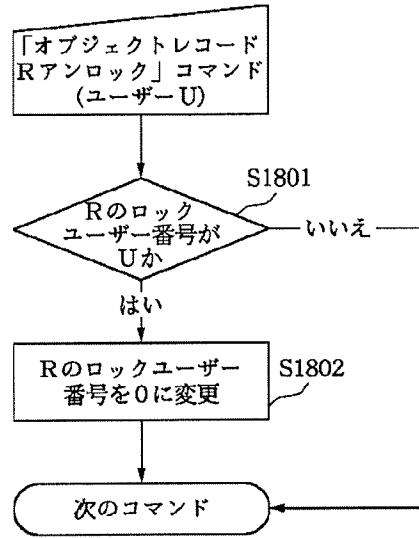 「オブジェクトレコード
Rアンロック」コマンド
(ユーザーU)
S1801
Rのロック
ユーザー番号が
Uか
いいえ
はい
Rのロックユーザー
番号を0に変更
S1802
次のコマンド